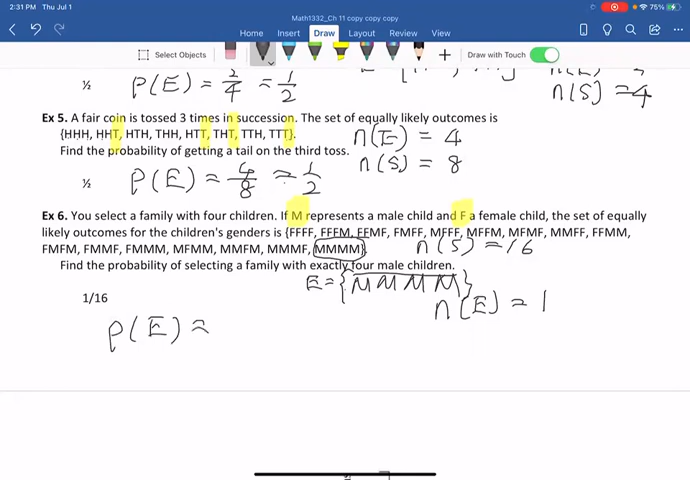 2:31 PM Thu Jul 1
75%
Math1332_Ch 11 copy copy copy
Home Insert Draw Layout Review View
Select Objects
Draw with Touch
½ P(E) = 2/4 = 1/2
n(S) = 4
Ex 5. A fair coin is tossed 3 times in succession. The set of equally likely outcomes is
{HHH, HHT, HTH, THH, HTT, THT, TTH, TTT}.
n(E) = 4
Find the probability of getting a tail on the third toss.
n(S) = 8
½ P(E) = 4/8 = 1/2
Ex 6. You select a family with four children. If M represents a male child and F a female child, the set of equally
likely outcomes for the children's genders is {FFFF, FFFM, FFMF, FMFF, MFFF, MFFM, MFMF, MMFF, FFMM,
FMFM, FMMF, FMMM, MFMM, MMFM, MMMF, MMMM}.
n(S) = 16
Find the probability of selecting a family with exactly four male children.
E = {MMMM}
1/16
n(E) = 1
P(E) =